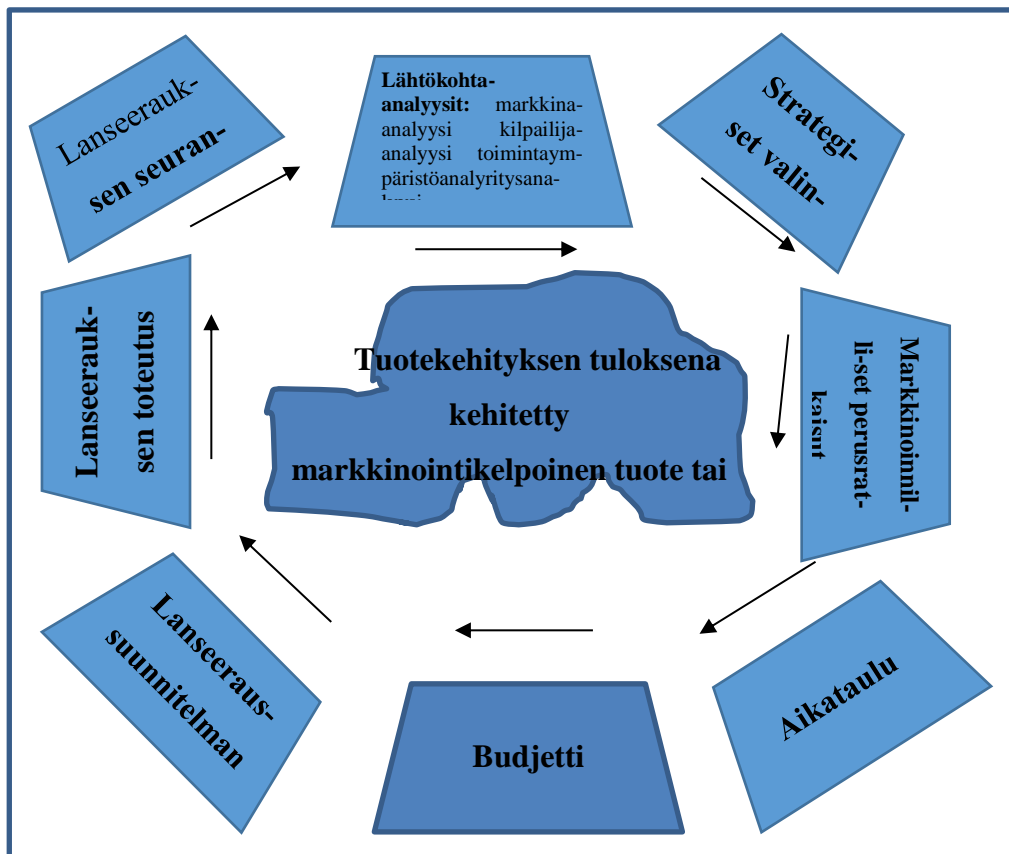 Lähtökohta-
analyysit: markkina-
analyysi kilpailija-
analyysi toimintaym-
päristöanalyritysana-
Strategi-
set valin-
Markkinoinnil-
li-set perusrat-
kaisut
Aikataulu
Budjetti
Lanseeraus-
suunnitelman
Lanseerauk-
sen toteutus
Lanseerauk-
sen seuran-
Tuotekehityksen tuloksena
kehitetty
markkinointikelpoinen tuote tai